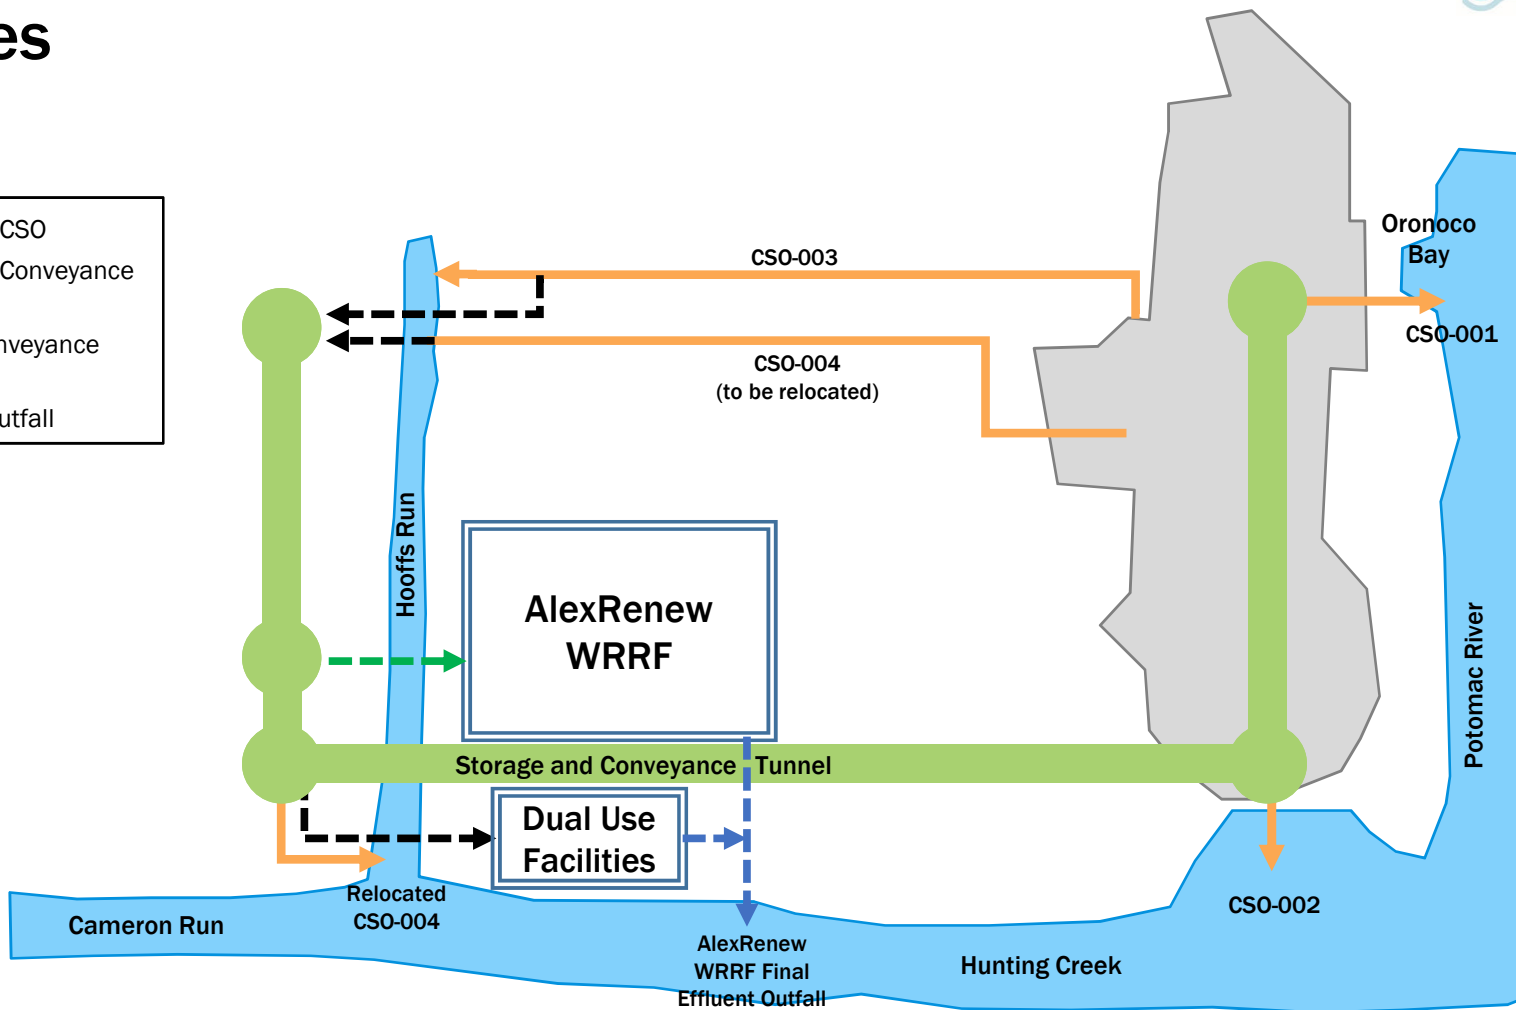 es
CSO
Conveyance
nveyance
utfall
Oronoco
Bay
CSO-003
CSO-001
CSO-004
(to be relocated)
Hooffs Run
AlexRenew
WRRF
Potomac River
Storage and Conveyance Tunnel
Dual Use
Facilities
Relocated
CSO-004
CSO-002
Cameron Run
AlexRenew
WRRF Final
Effluent Outfall
Hunting Creek